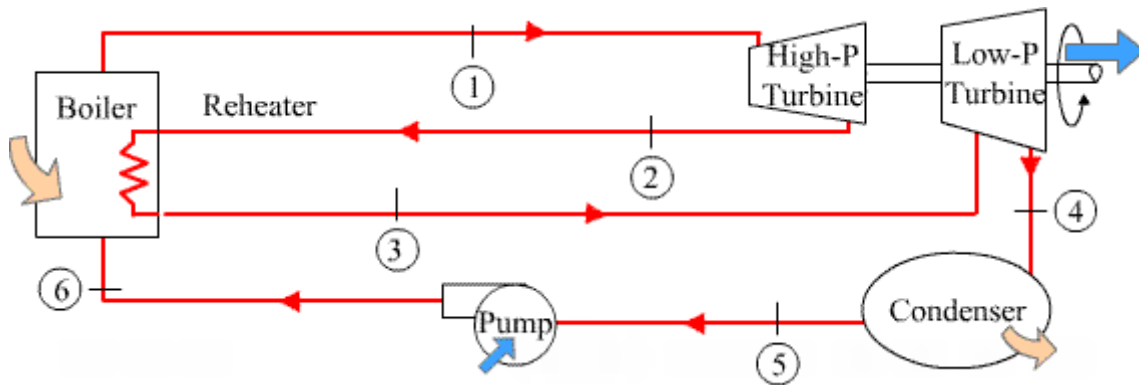 High-P
Turbine
Low-P
Turbine
1
Boiler
Reheater
2
3
4
6
Pump
Condenser
5